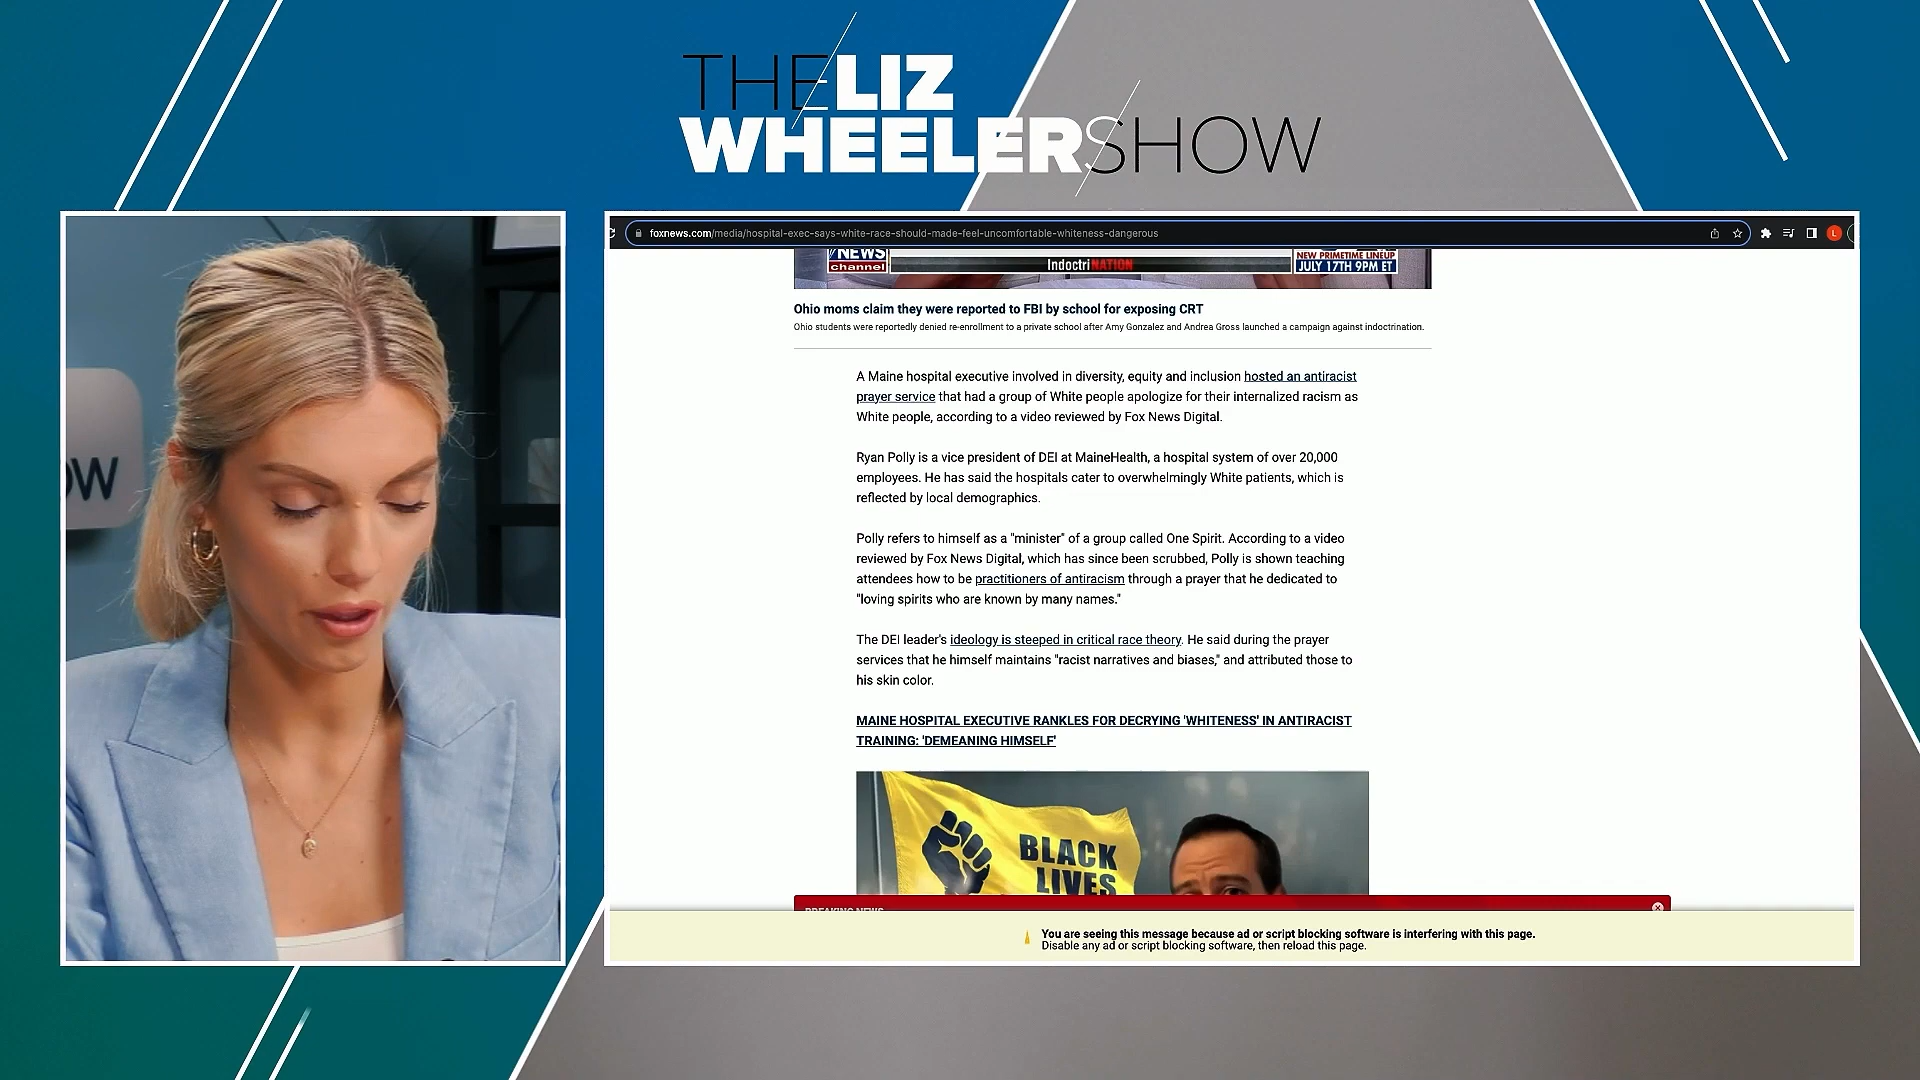 THE LIZ
WHEELER SHOW
OW
foxnews.com/media/hospital-exec-says-white-race-should-made-feel-uncomfortable-whiteness-dangerous
L
NEWS
channel
IndoctriNATION
NEW PRIMETIME LINEUP
JULY 17TH 9PM ET
Ohio moms claim they were reported to FBI by school for exposing CRT
Ohio students were reportedly denied re-enrollment to a private school after Amy Gonzalez and Andrea Gross launched a campaign against indoctrination.
A Maine hospital executive involved in diversity, equity and inclusion hosted an antiracist
prayer service that had a group of White people apologize for their internalized racism as
White people, according to a video reviewed by Fox News Digital.
Ryan Polly is a vice president of DEI at MaineHealth, a hospital system of over 20,000
employees. He has said the hospitals cater to overwhelmingly White patients, which is
reflected by local demographics.
Polly refers to himself as a "minister" of a group called One Spirit. According to a video
reviewed by Fox News Digital, which has since been scrubbed, Polly is shown teaching
attendees how to be practitioners of antiracism through a prayer that he dedicated to
"loving spirits who are known by many names."
The DEI leader's ideology is steeped in critical race theory. He said during the prayer
services that he himself maintains "racist narratives and biases," and attributed those to
his skin color.
MAINE HOSPITAL EXECUTIVE RANKLES FOR DECRYING 'WHITENESS' IN ANTIRACIST
TRAINING: 'DEMEANING HIMSELF'
BLACK
LIVES
BREAKING NEWS
You are seeing this message because ad or script blocking software is interfering with this page.
Disable any ad or script blocking software, then reload this page.